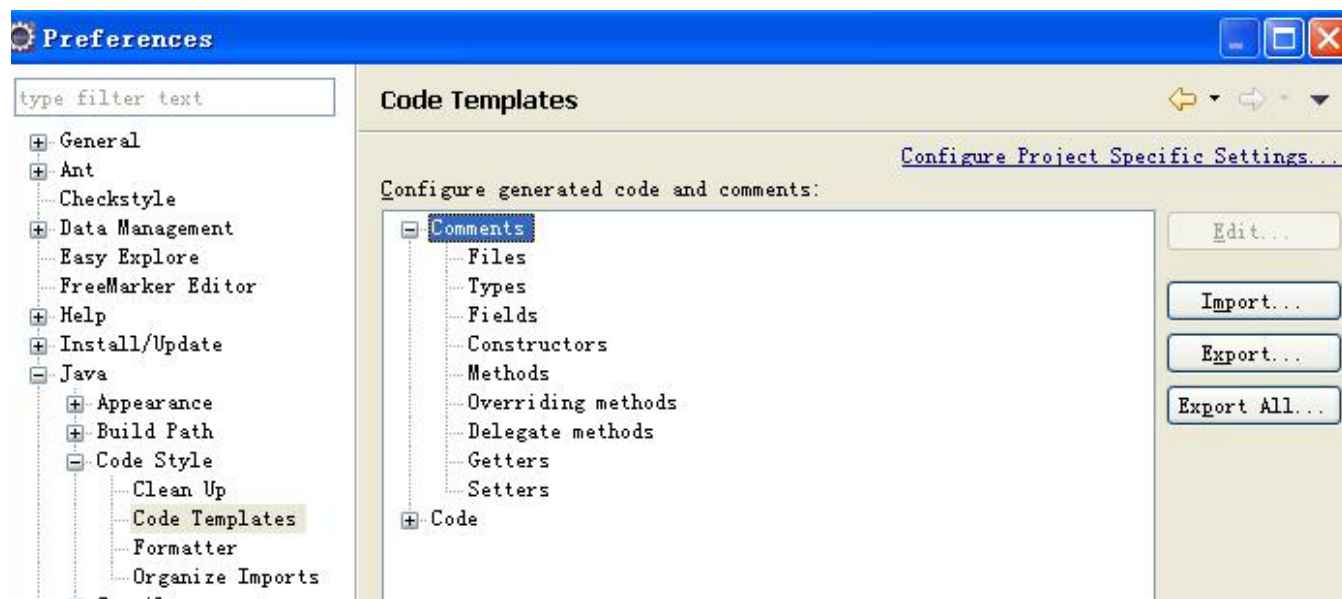 Preferences
type filter text
General
Ant
Checkstyle
Data Management
Easy Explore
FreeMarker Editor
Help
Install/Update
Java
Appearance
Build Path
Code Style
Clean Up
Code Templates
Formatter
Organize Imports
Code Templates
Configure Project Specific Settings...
Configure generated code and comments:
Comments
Files
Types
Fields
Constructors
Methods
Overriding methods
Delegate methods
Getters
Setters
Code
Edit...
Import...
Export...
Export All...